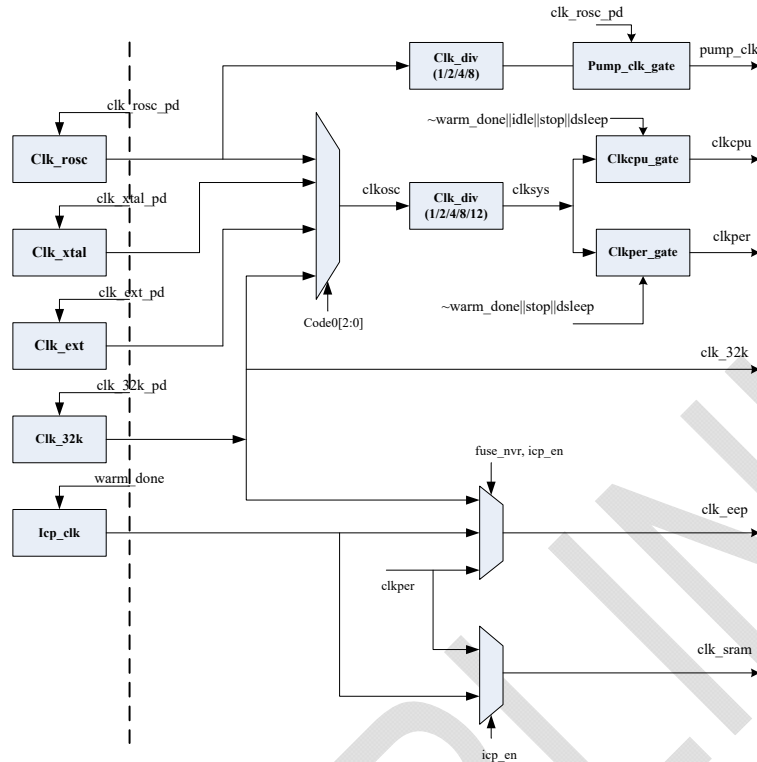 clk_rosc_pd
pump_clk
Clk_div
(1/2/4/8)
Pump_clk_gate
clk_rosc_pd
~warm_done||idle||stop||dsleep
clkcpu
Clk_rosc
Clkcpu_gate
clk_xtal_pd
clkosc
Clk_div
(1/2/4/8/12)
clksys
Clk_xtal
clkper
Clkper_gate
clk_ext_pd
~warm_done||stop||dsleep
Code0[2:0]
Clk_ext
clk_32k
clk_32k_pd
Clk_32k
fuse_nvr, icp_en
warm_done
clk_eep
Icp_clk
clkper
clk_sram
icp_en